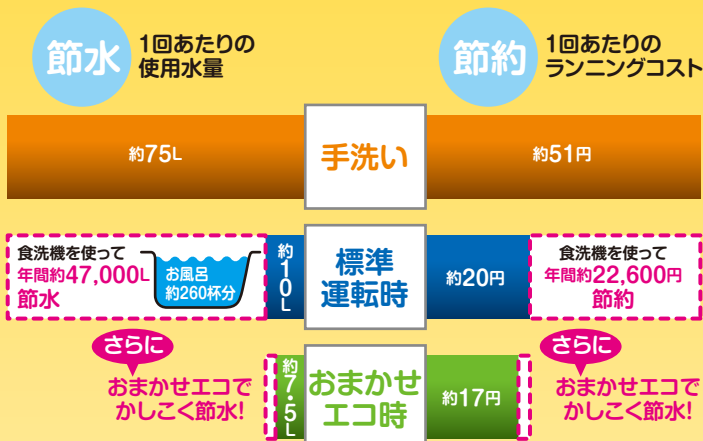 節水
1回あたりの
使用水量
節約
1回あたりの
ランニングコスト
約75L
手洗い
約51円
食洗機を使って
年間約47,000L
節水
お風呂
約260杯分
約10L
標準
運転時
約20円
食洗機を使って
年間約22,600円
節約
さらに
おまかせエコで
かしこく節水!
約7.5L
おまかせ
エコ時
約17円
さらに
おまかせエコで
かしこく節水!